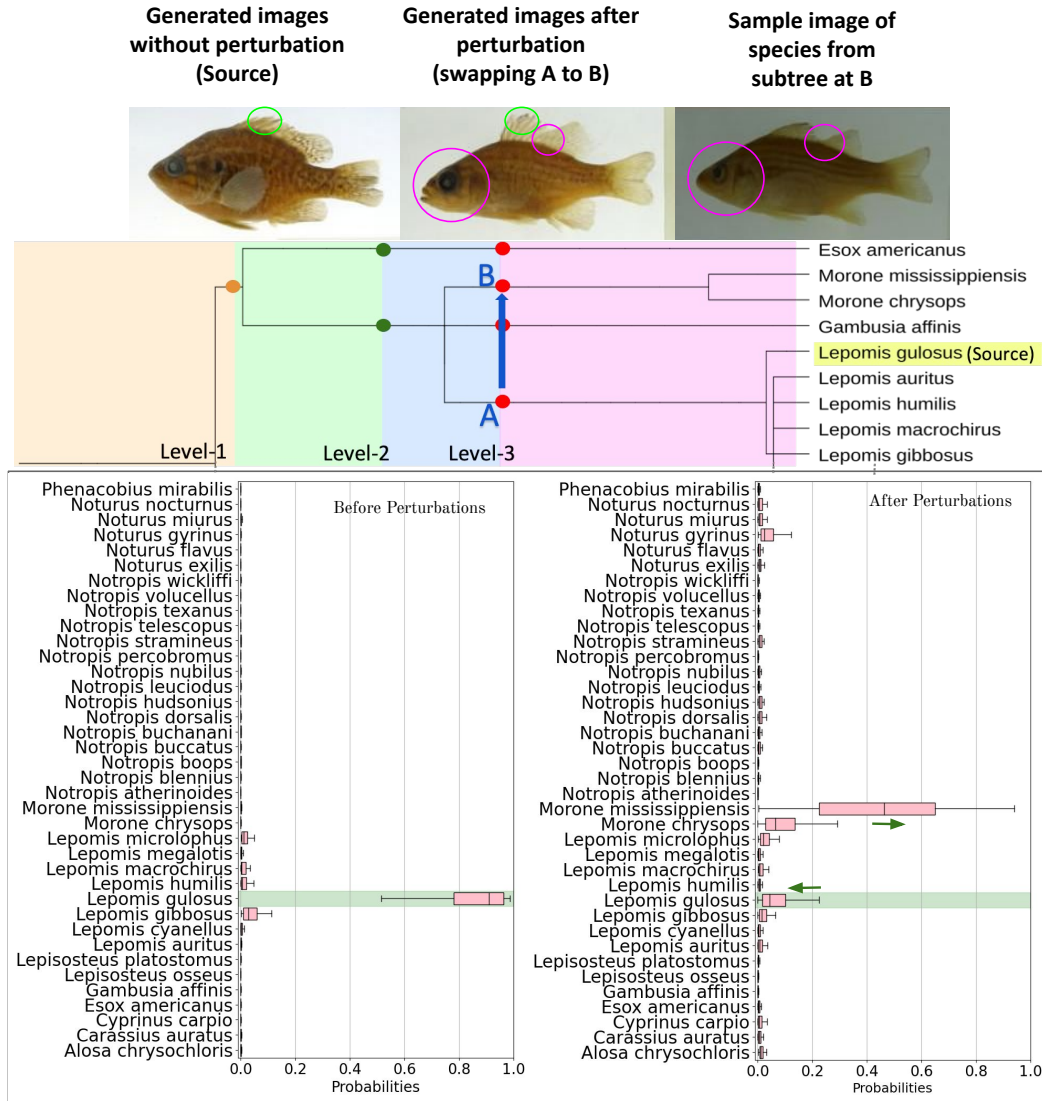 Generated images
without perturbation
(Source)
Generated images after
perturbation
(swapping A to B)
Sample image of
species from
subtree at B
Esox americanus
Morone mississippiensis
Morone chrysops
Gambusia affinis
Lepomis gulosus (Source)
Lepomis auritus
Lepomis humilis
Lepomis macrochirus
Lepomis gibbosus
B
A
Level-1
Level-2
Level-3
Before Perturbations
Phenacobius mirabilis
Noturus nocturnus
Noturus miurus
Noturus gyrinus
Noturus flavus
Noturus exilis
Notropis wickliffi
Notropis volucellus
Notropis texanus
Notropis telescopus
Notropis stramineus
Notropis percobromus
Notropis nubilus
Notropis leuciodus
Notropis hudsonius
Notropis dorsalis
Notropis buchanani
Notropis buccatus
Notropis boops
Notropis blennius
Notropis atherinoides
Morone mississippiensis
Morone chrysops
Lepomis microlophus
Lepomis megalotis
Lepomis macrochirus
Lepomis humilis
Lepomis gulosus
Lepomis gibbosus
Lepomis cyanellus
Lepomis auritus
Lepisosteus platostomus
Lepisosteus osseus
Gambusia affinis
Esox americanus
Cyprinus carpio
Carassius auratus
Alosa chrysochloris
0.0 0.2 0.4 0.6 0.8 1.0
Probabilities
After Perturbations
Phenacobius mirabilis
Noturus nocturnus
Noturus miurus
Noturus gyrinus
Noturus flavus
Noturus exilis
Notropis wickliffi
Notropis volucellus
Notropis texanus
Notropis telescopus
Notropis stramineus
Notropis percobromus
Notropis nubilus
Notropis leuciodus
Notropis hudsonius
Notropis dorsalis
Notropis buchanani
Notropis buccatus
Notropis boops
Notropis blennius
Notropis atherinoides
Morone mississippiensis
Morone chrysops
Lepomis microlophus
Lepomis megalotis
Lepomis macrochirus
Lepomis humilis
Lepomis gulosus
Lepomis gibbosus
Lepomis cyanellus
Lepomis auritus
Lepisosteus platostomus
Lepisosteus osseus
Gambusia affinis
Esox americanus
Cyprinus carpio
Carassius auratus
Alosa chrysochloris
0.0 0.2 0.4 0.6 0.8 1.0
Probabilities